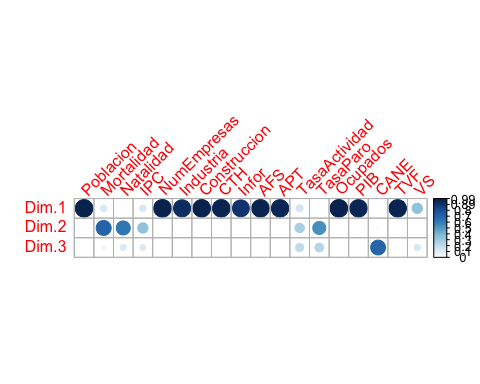 Poblacion
Mortalidad
Natalidad
IPC
NumEmpresas
Industria
Construccion
CTH
Infor
AFS
APT
TasaActividad
TasaParo
Ocupados
PIB
CANE
TVF
VS
Dim.1
Dim.2
Dim.3
0.99
0.89
0.8
0.7
0.6
0.5
0.4
0.3
0.2
0.1
0